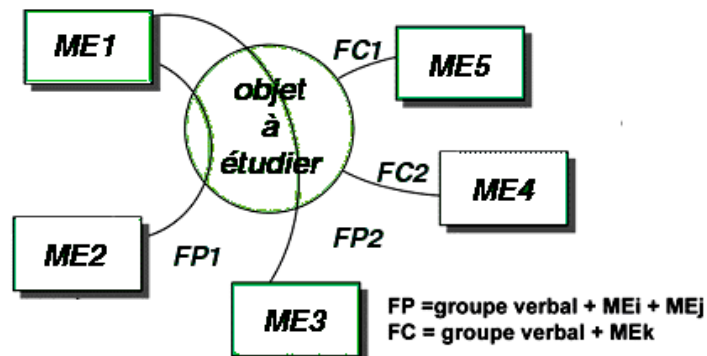 ME1
FC1
ME5
objet
à
étudier
FC2
ME4
ME2
FP1
FP2
ME3
FP =groupe verbal + MEi + MEj
FC = groupe verbal + MEk